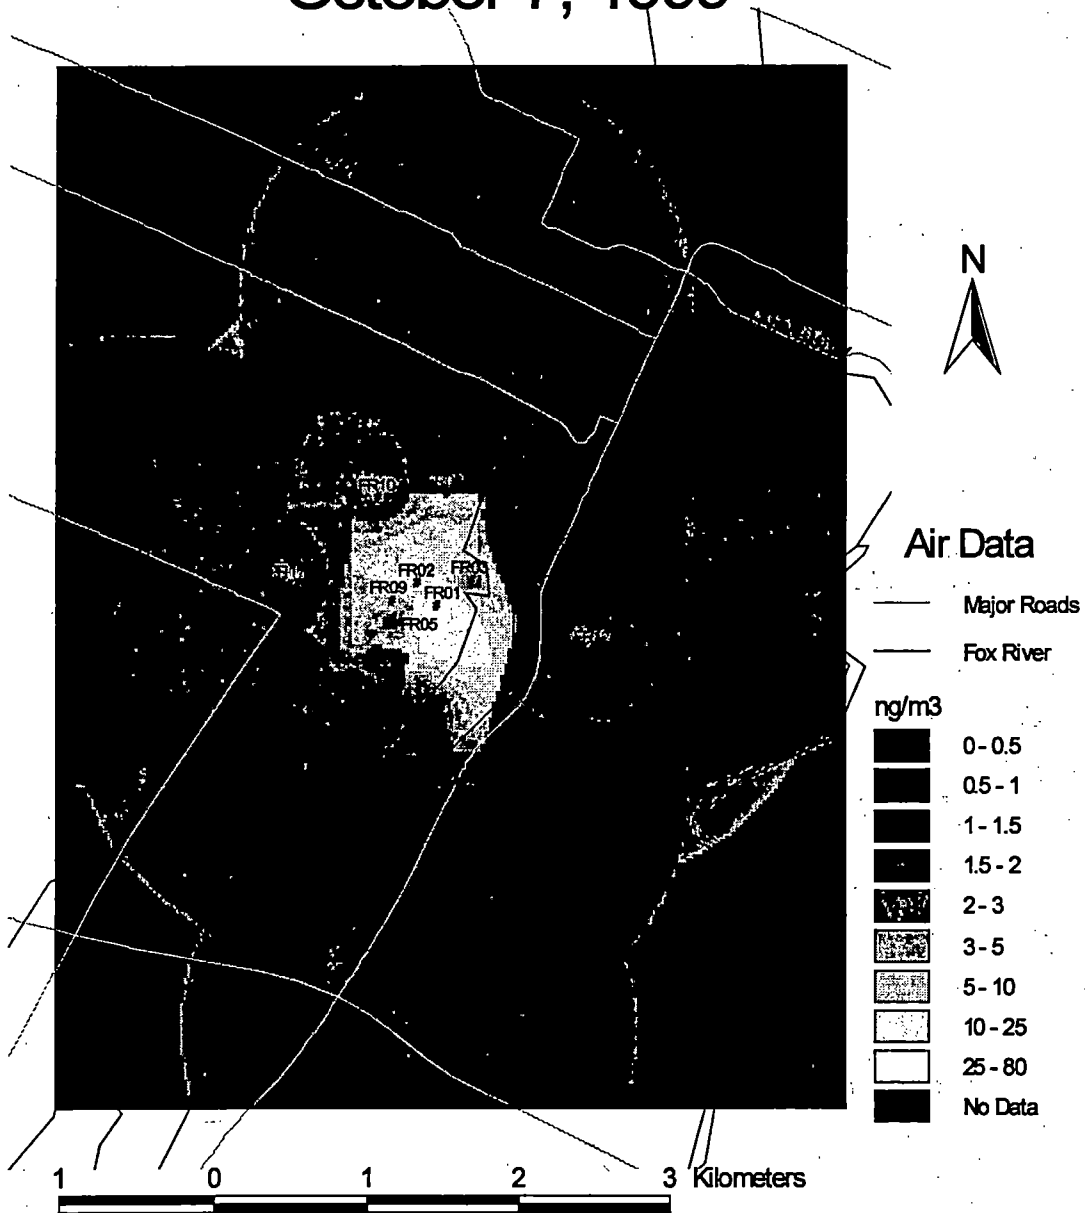 October 7, 1999
N
FR10
FR02
FR03
FR09
FR01
FR05
Air Data
Major Roads
Fox River
ng/m3
0 - 0.5
0.5 - 1
1 - 1.5
1.5 - 2
2 - 3
3 - 5
5 - 10
10 - 25
25 - 80
No Data
1 0 1 2 3 Kilometers